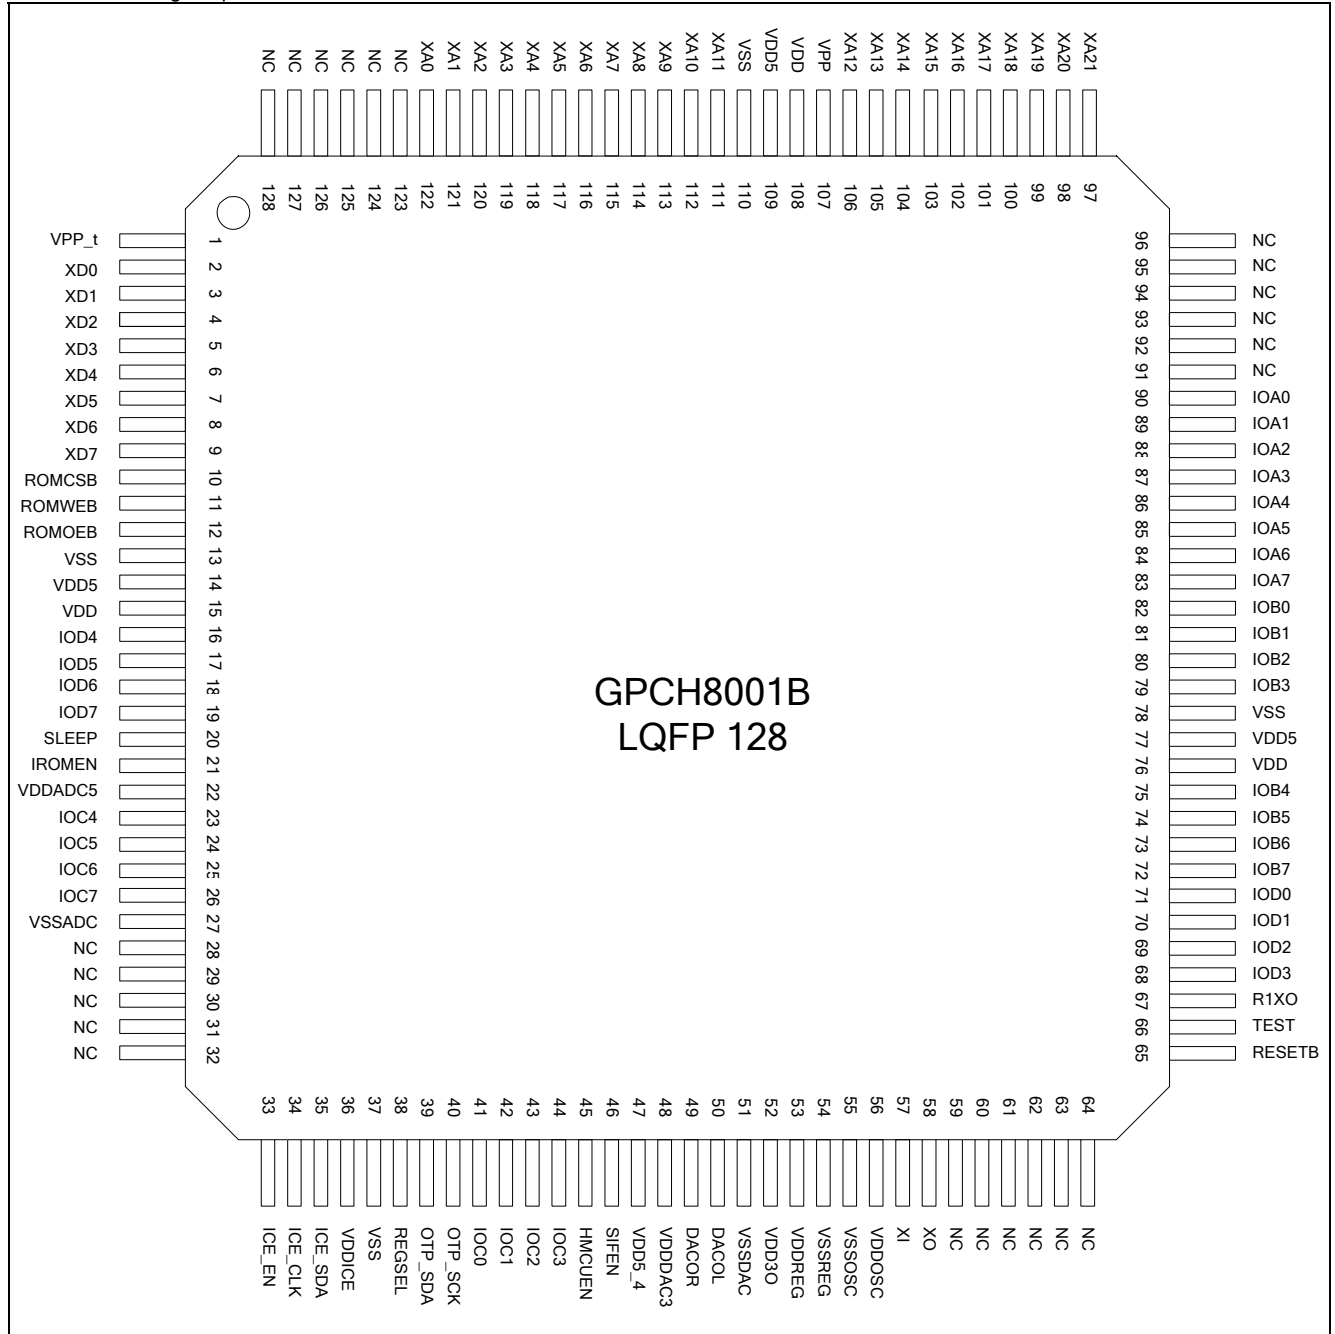 NC NC NC NC NC NC XA0 XA1 XA2 XA3 XA4 XA5 XA6 XA7 XA8 XA9 XA10 XA11 VSS VDD5 VDD VPP XA12 XA13 XA14 XA15 XA16 XA17 XA18 XA19 XA20 XA21
128 127 126 125 124 123 122 121 120 119 118 117 116 115 114 113 112 111 110 109 108 107 106 105 104 103 102 101 100 99 98 97
VPP_t 1 96 NC
XD0 2 95 NC
XD1 3 94 NC
XD2 4 93 NC
XD3 5 92 NC
XD4 6 91 NC
XD5 7 90 IOA0
XD6 8 89 IOA1
XD7 9 88 IOA2
ROMCSB 10 87 IOA3
ROMWEB 11 86 IOA4
ROMOEB 12 85 IOA5
VSS 13 84 IOA6
VDD5 14 83 IOA7
VDD 15 82 IOB0
IOD4 16 81 IOB1
IOD5 17 80 IOB2
IOD6 18 79 IOB3
GPCH8001B
IOD7 19 78 VSS
LQFP 128
SLEEP 20 77 VDD5
IROMEN 21 76 VDD
VDDADC5 22 75 IOB4
IOC4 23 74 IOB5
IOC5 24 73 IOB6
IOC6 25 72 IOB7
IOC7 26 71 IOD0
VSSADC 27 70 IOD1
NC 28 69 IOD2
NC 29 68 IOD3
NC 30 67 R1XO
NC 31 66 TEST
NC 32 65 RESETB
33 34 35 36 37 38 39 40 41 42 43 44 45 46 47 48 49 50 51 52 53 54 55 56 57 58 59 60 61 62 63 64
ICE_EN ICE_CLK ICE_SDA VDDICE VSS REGSEL OTP_SDA OTP_SCK IOC0 IOC1 IOC2 IOC3 HMCUEN SIFEN VDD5_4 VDDDAC3 DACOR DACOL VSSDAC VDD3O VDDREG VSSREG VSSOSC VDDOSC XI XO NC NC NC NC NC NC